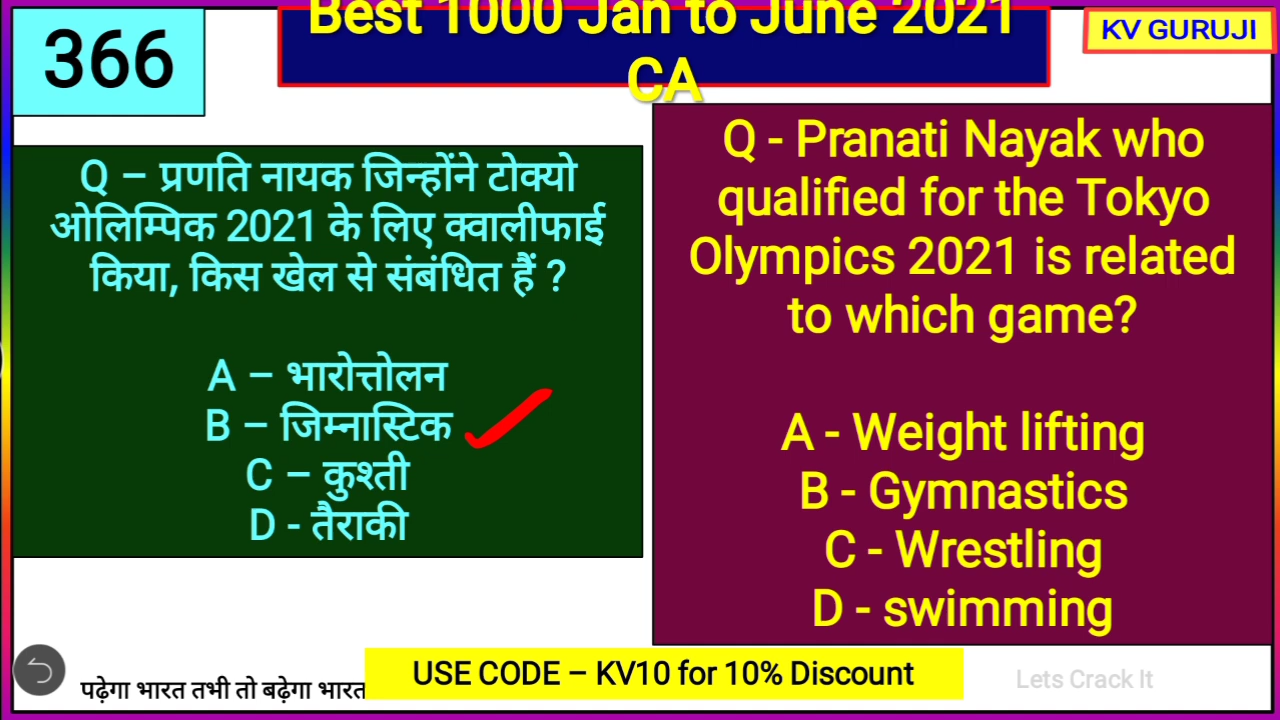 366
Best 1000 Jan to June 2021
CA
KV GURUJI
Q – प्रणति नायक जिन्होंने टोक्यो
ओलिम्पिक 2021 के लिए क्वालीफाई
किया, किस खेल से संबंधित हैं ?
A – भारोत्तोलन
B – जिम्नास्टिक
C – कुश्ती
D - तैराकी
Q - Pranati Nayak who
qualified for the Tokyo
Olympics 2021 is related
to which game?
A - Weight lifting
B - Gymnastics
C - Wrestling
D - swimming
पढ़ेगा भारत तभी तो बढ़ेगा भारत
USE CODE – KV10 for 10% Discount
Lets Crack It